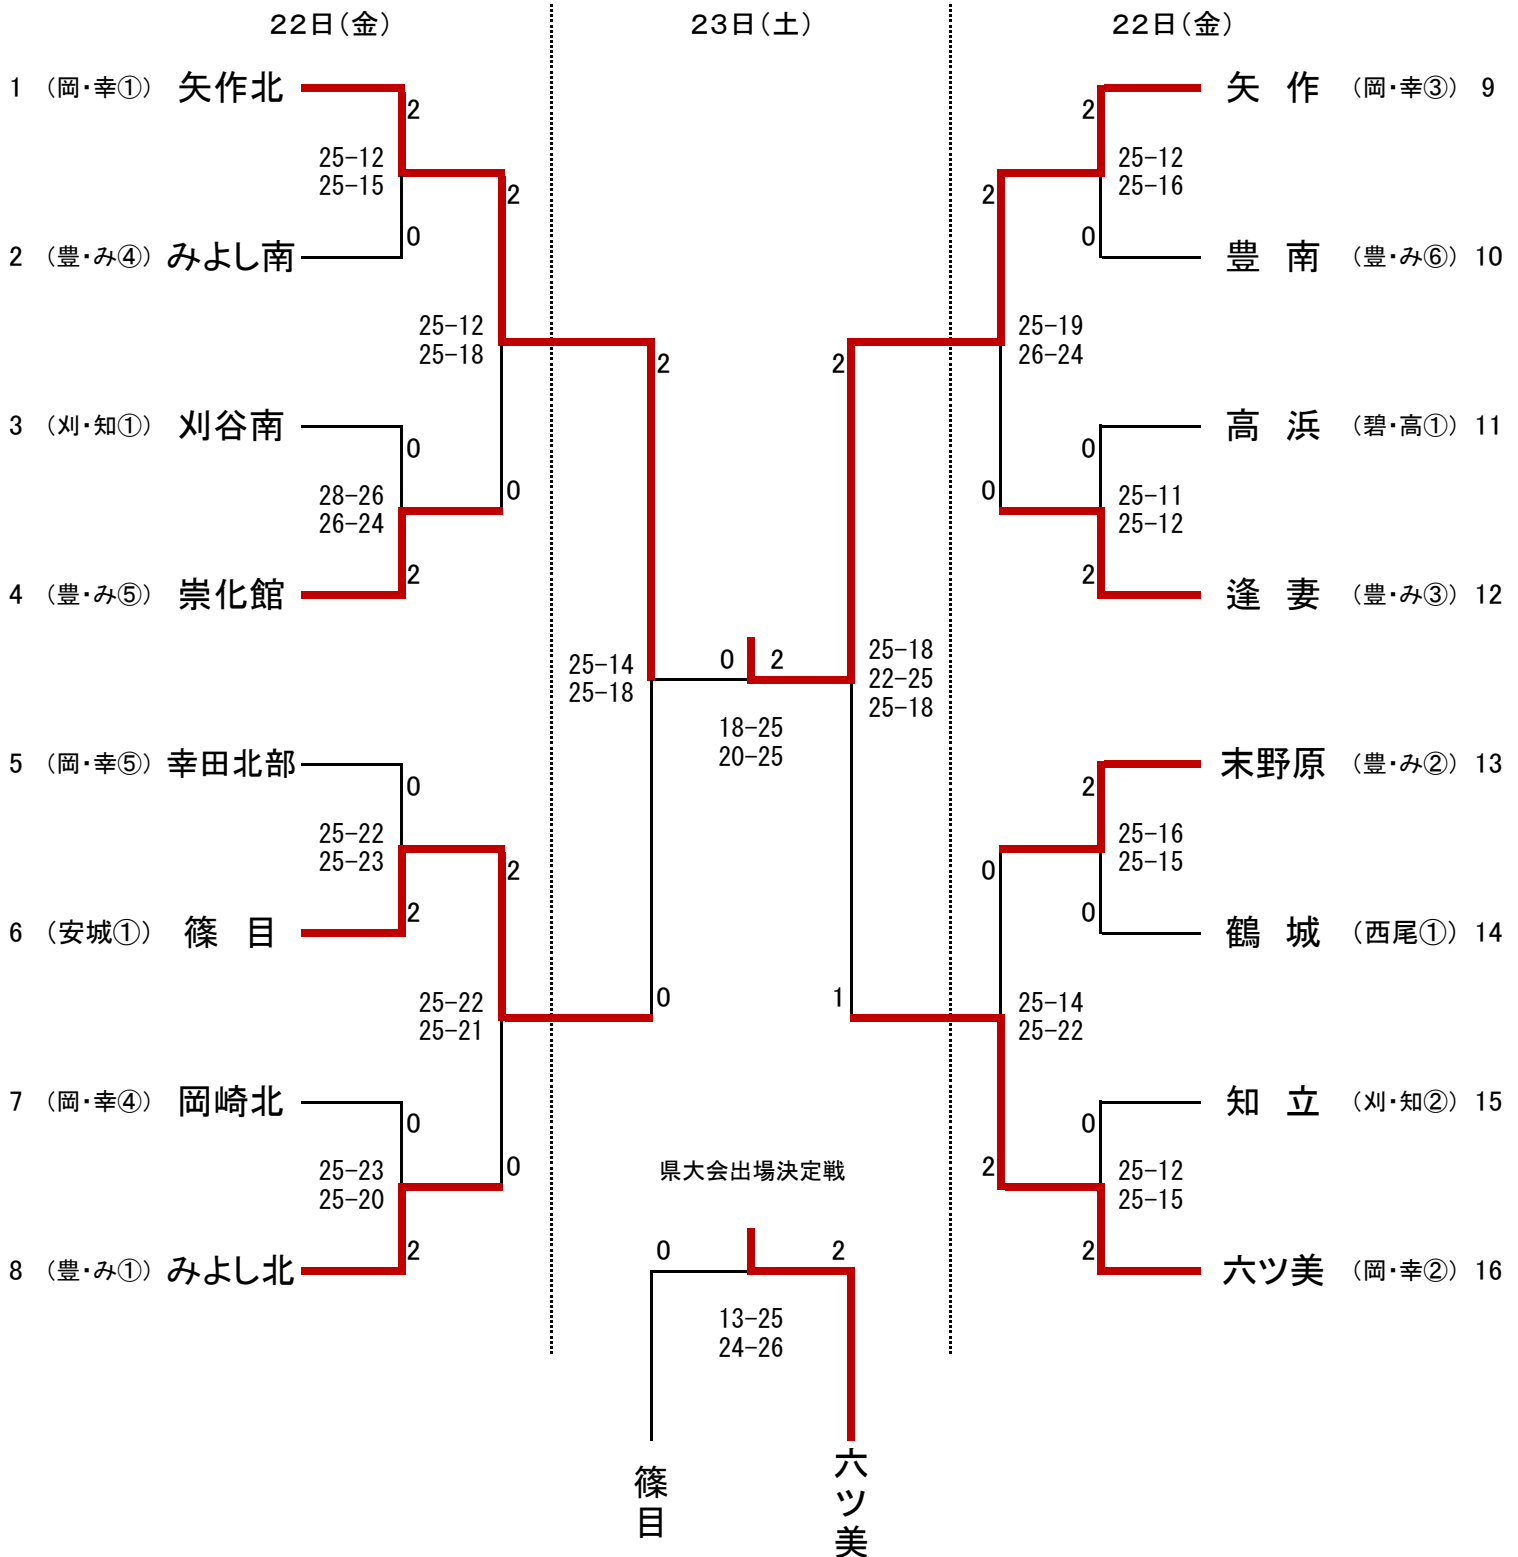 22日(金)
23日(土)
22日(金)
1 (岡・幸①) 矢作北
2
25-12
25-15
2
0
2 (豊・み④) みよし南
25-12
25-18
2
3 (刈・知①) 刈谷南
0
28-26
26-24
0
2
4 (豊・み⑤) 崇化館
25-14
25-18
5 (岡・幸⑤) 幸田北部
0
25-22
25-23
2
2
6 (安城①) 篠 目
25-22
25-21
0
7 (岡・幸④) 岡崎北
0
25-23
25-20
0
2
8 (豊・み①) みよし北
0 2
18-25
20-25
矢 作 (岡・幸③) 9
2
25-12
25-16
2
0
豊 南 (豊・み⑥) 10
25-19
26-24
2
高 浜 (碧・高①) 11
0
25-11
25-12
0
2
逢 妻 (豊・み③) 12
25-18
22-25
25-18
末野原 (豊・み②) 13
2
25-16
25-15
0
0
鶴 城 (西尾①) 14
25-14
25-22
1
知 立 (刈・知②) 15
0
25-12
25-15
2
2
六ツ美 (岡・幸②) 16
県大会出場決定戦
0 2
13-25
24-26
篠目
六ツ美